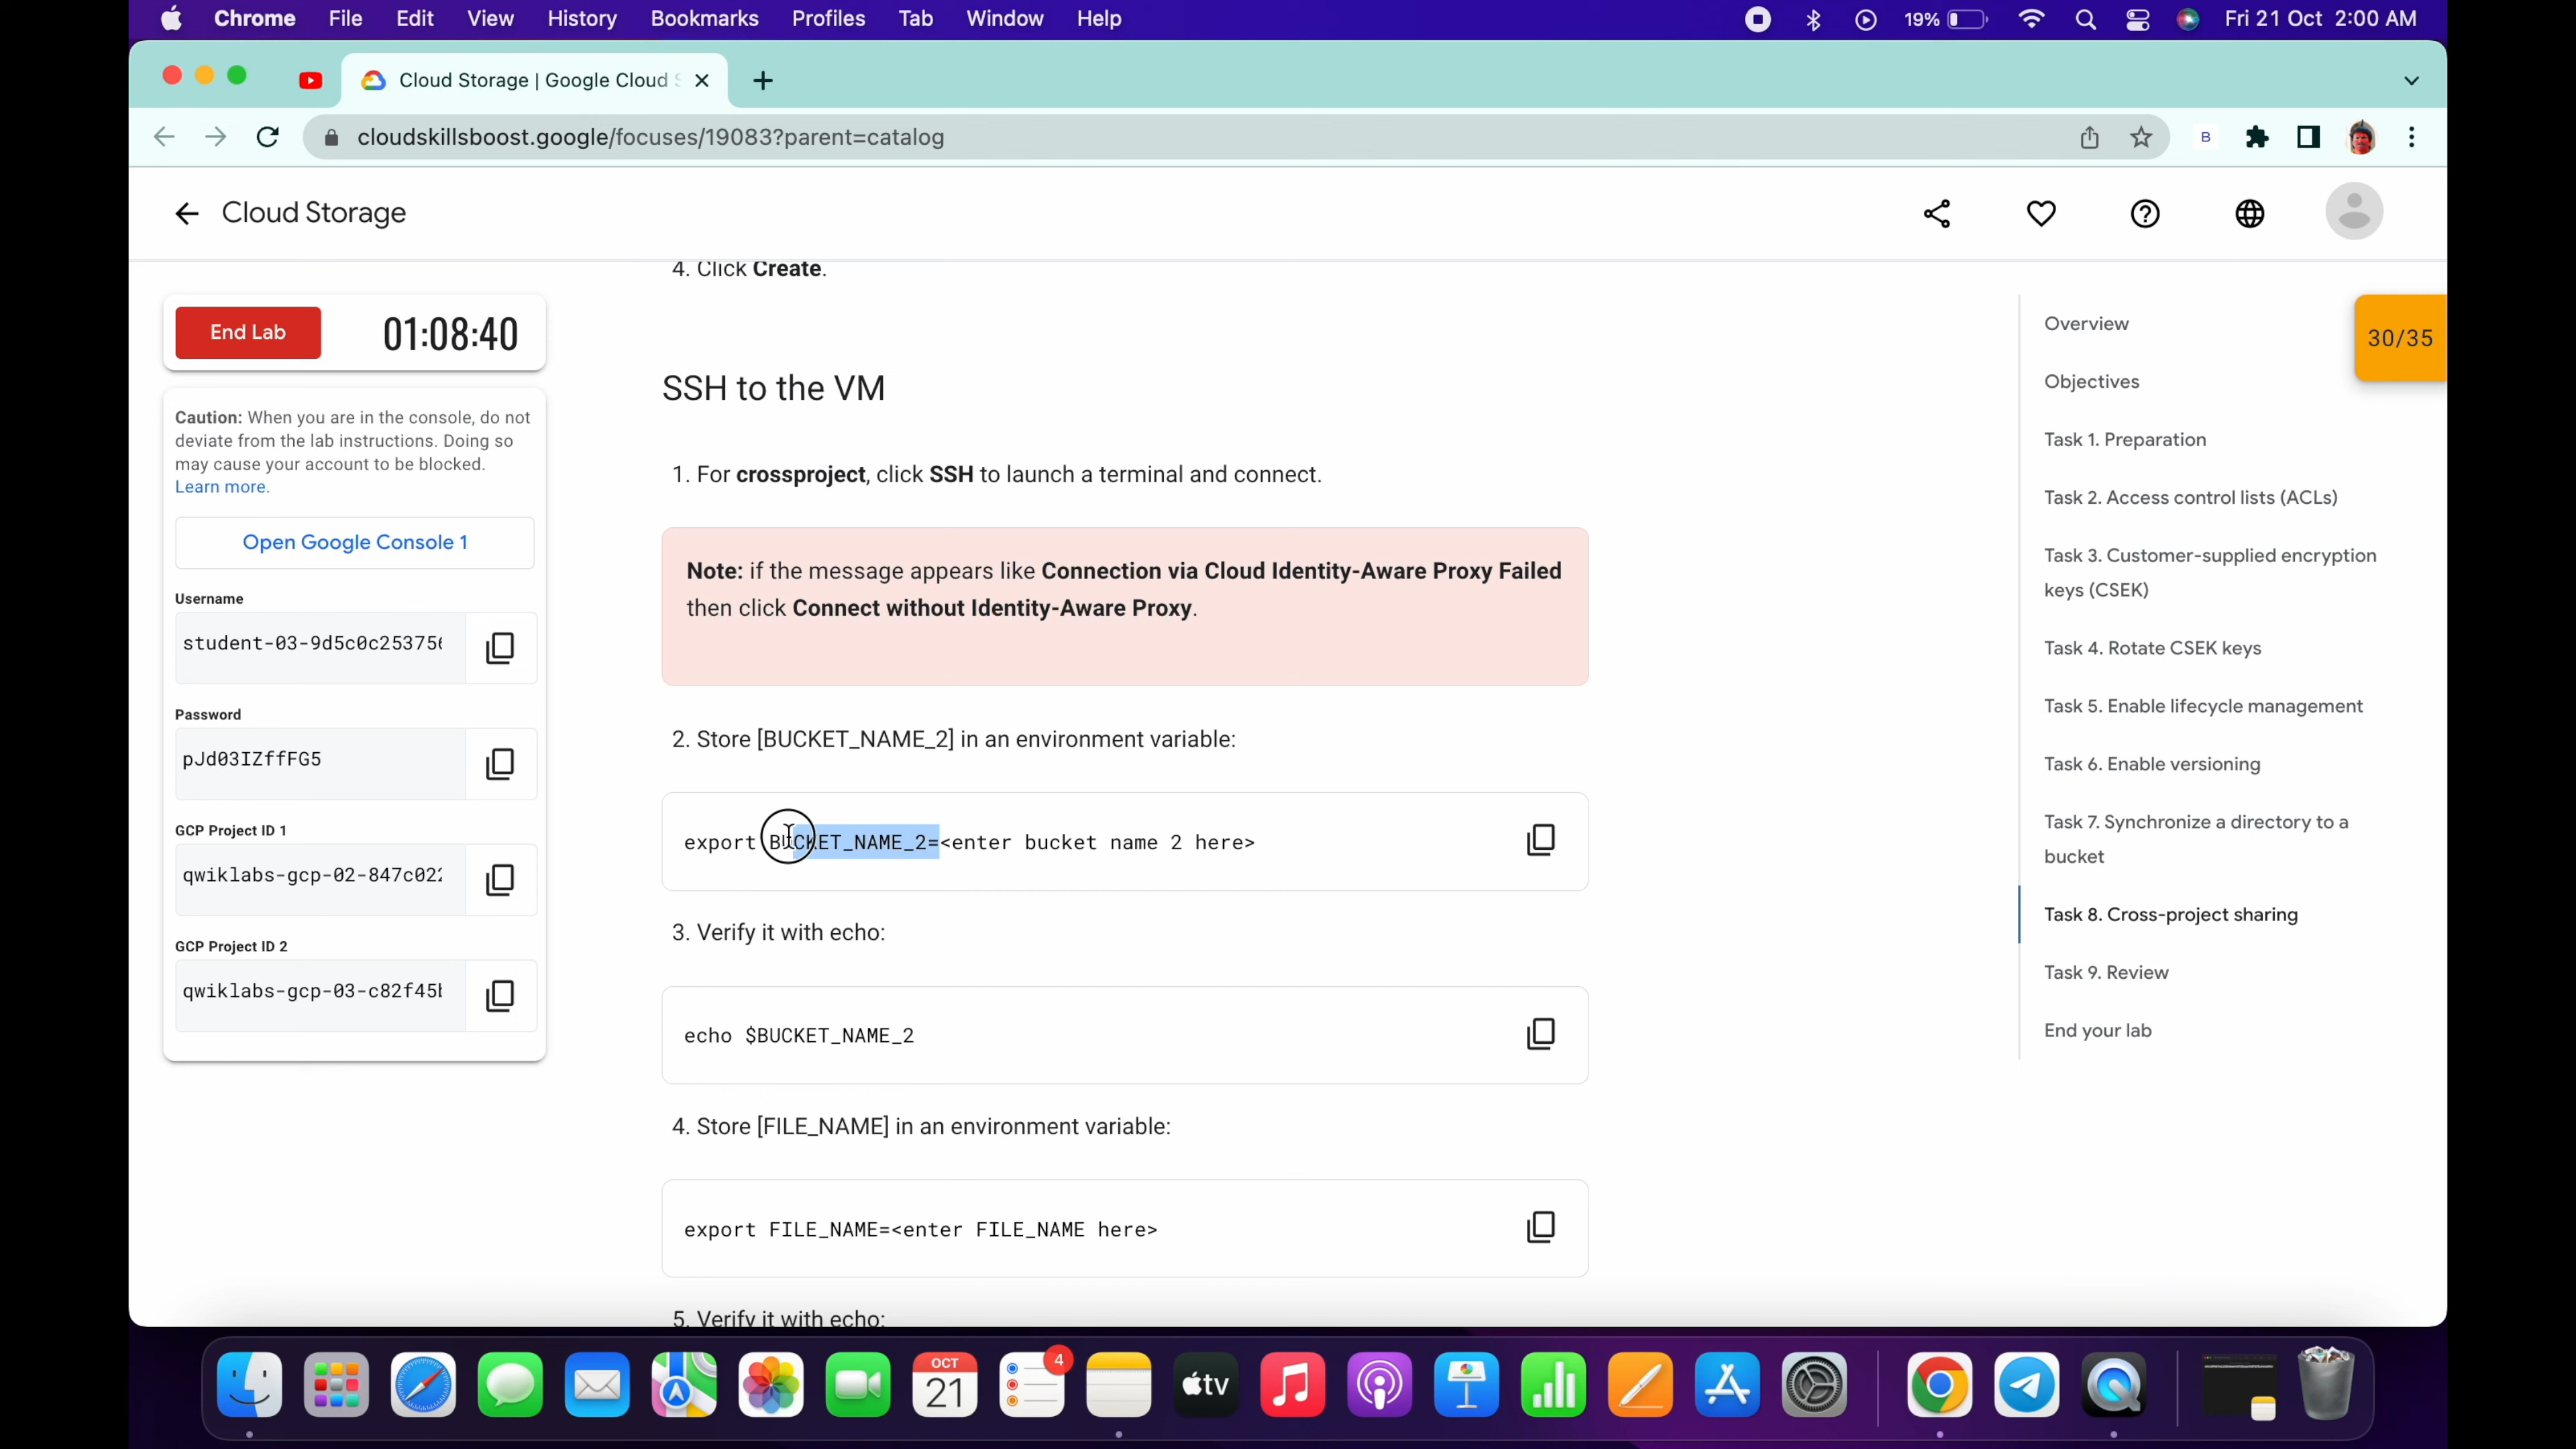 Chrome File Edit View History Bookmarks Profiles Tab Window Help 19% Fri 21 Oct 2:00 AM
Cloud Storage | Google Cloud S
cloudskillsboost.google/focuses/19083?parent=catalog
B
Cloud Storage
4. Click Create.
End Lab 01:08:40
Caution: When you are in the console, do not
deviate from the lab instructions. Doing so
may cause your account to be blocked.
Learn more.
Open Google Console 1
Username
student-03-9d5c0c253756
Password
pJd03IZffFG5
GCP Project ID 1
qwiklabs-gcp-02-847c022
GCP Project ID 2
qwiklabs-gcp-03-c82f45b
SSH to the VM
1. For crossproject, click SSH to launch a terminal and connect.
Note: if the message appears like Connection via Cloud Identity-Aware Proxy Failed
then click Connect without Identity-Aware Proxy.
2. Store [BUCKET_NAME_2] in an environment variable:
export BUCKET_NAME_2=<enter bucket name 2 here>
3. Verify it with echo:
echo $BUCKET_NAME_2
4. Store [FILE_NAME] in an environment variable:
export FILE_NAME=<enter FILE_NAME here>
5. Verify it with echo:
Overview
30/35
Objectives
Task 1. Preparation
Task 2. Access control lists (ACLs)
Task 3. Customer-supplied encryption
keys (CSEK)
Task 4. Rotate CSEK keys
Task 5. Enable lifecycle management
Task 6. Enable versioning
Task 7. Synchronize a directory to a
bucket
Task 8. Cross-project sharing
Task 9. Review
End your lab
OCT
21
4
tv